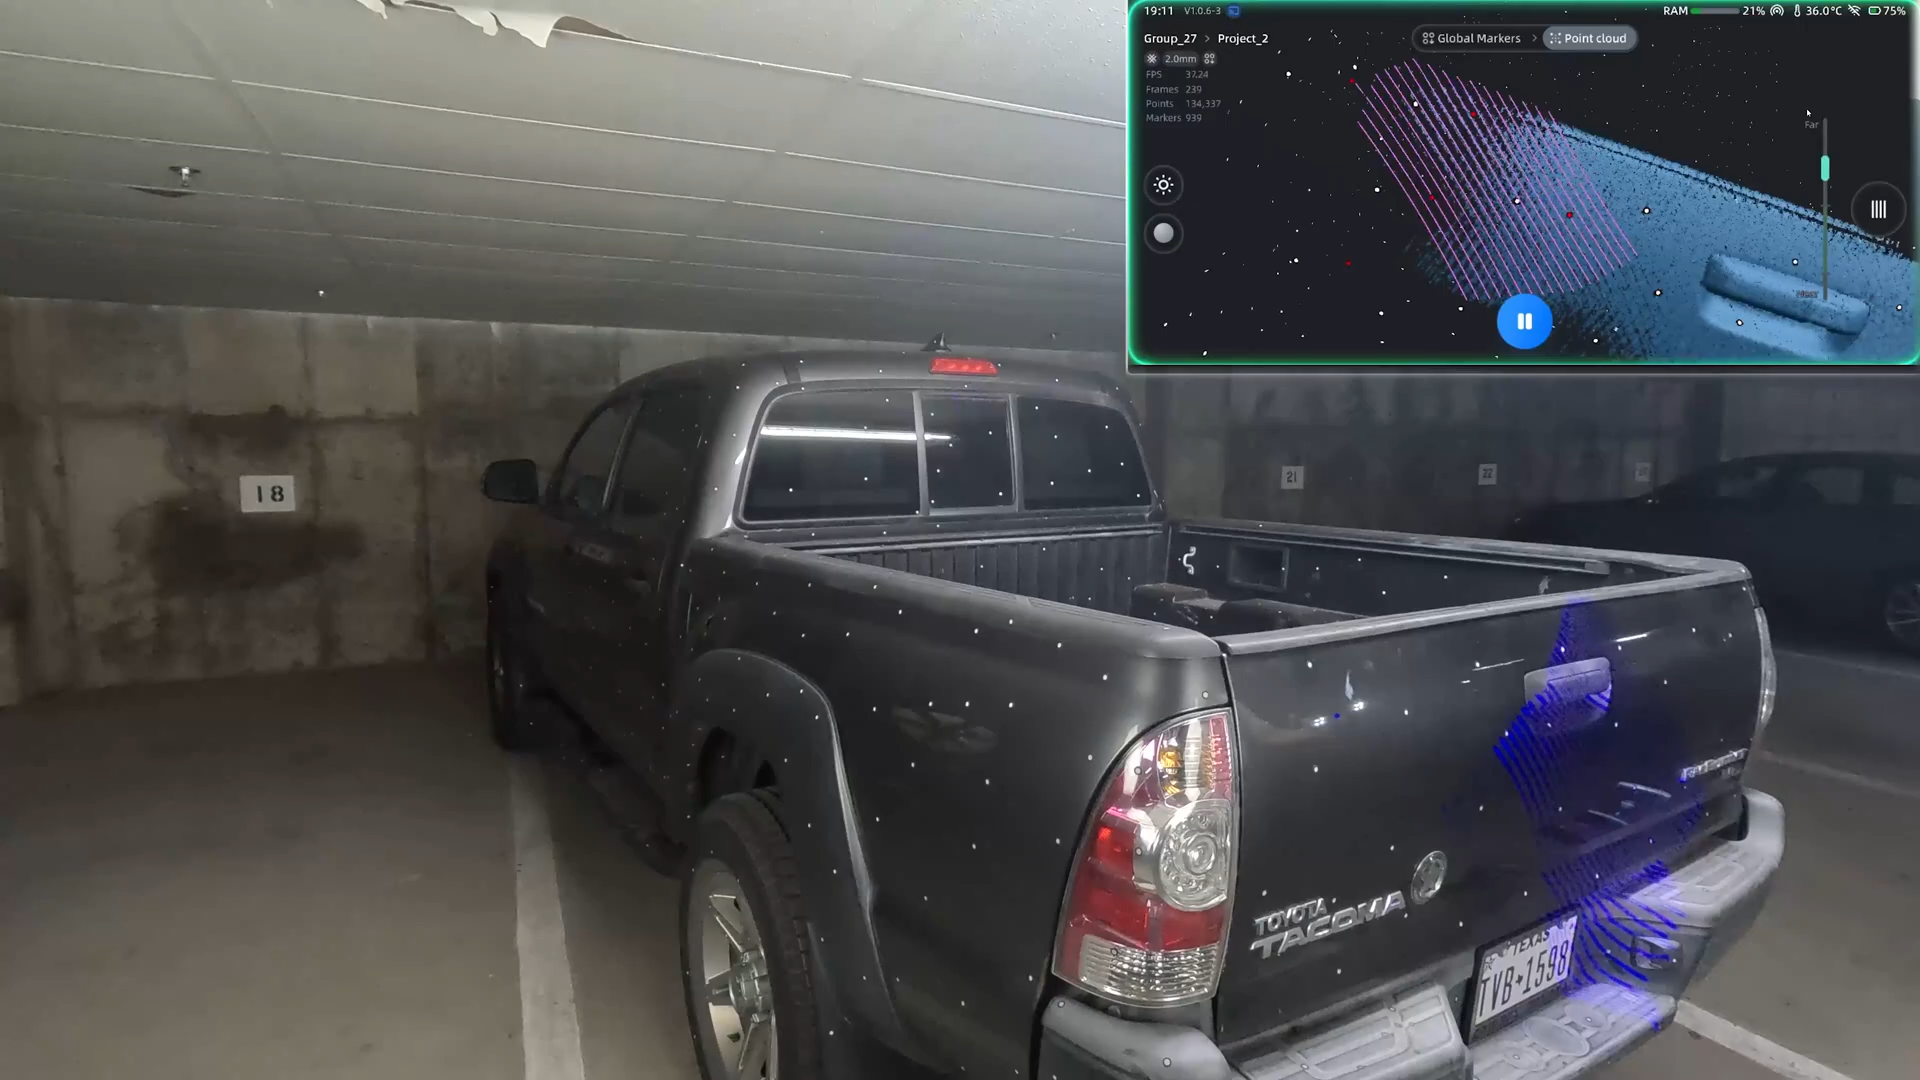 19:11 V1.0.6-3
RAM 21% 36.0°C 75%
Group_27 > Project_2
Global Markers > Point cloud
2.0mm
FPS 37.24
Frames 239
Points 134,337
Markers 939
Far
Near
18
21
22
TOYOTA
TACOMA
TEXAS
TVB 1598